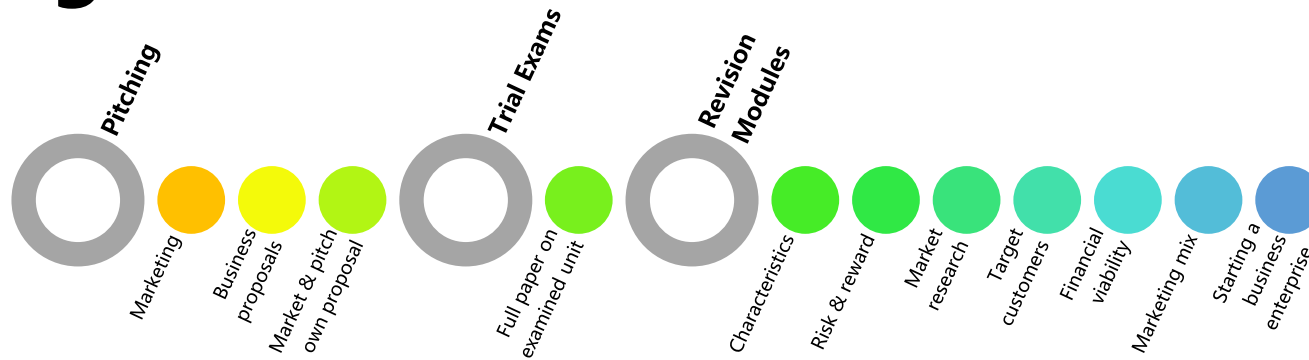 Pitching
Marketing
Business
proposals
Market & pitch
own proposal
Trial Exams
Full paper on
examined unit
Revision
Modules
Characteristics
Risk & reward
Market
research
Target
customers
Financial
viability
Marketing mix
Starting a
business
enterprise